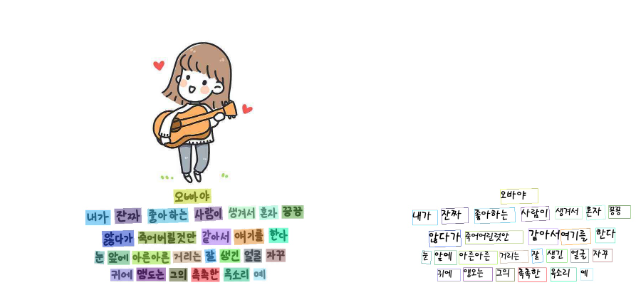 오빠야
내가 진짜 좋아하는 사람이 생겨서 혼자 끙끙
앓다가 죽어버릴것만 같아서 얘기를 한다
눈 앞에 아른아른 거리는 잘생긴 얼굴 자꾸
귀에 맴도는 그의 촉촉한 목소리 예
오빠야
내가 진짜 좋아하는 사람이 생겨서 혼자 끙끙
앓다가 죽어버릴것만 같아서얘기를 한다
눈 앞에 아른아른 거리는 잘 생긴 얼굴 자꾸
귀에 맴도는 그의 촉촉한 목소리 예